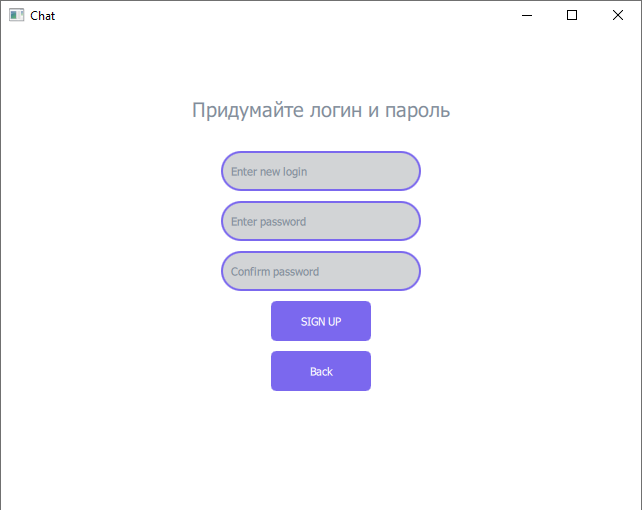 Chat
Придумайте логин и пароль
Enter new login
Enter password
Confirm password
SIGN UP
Back